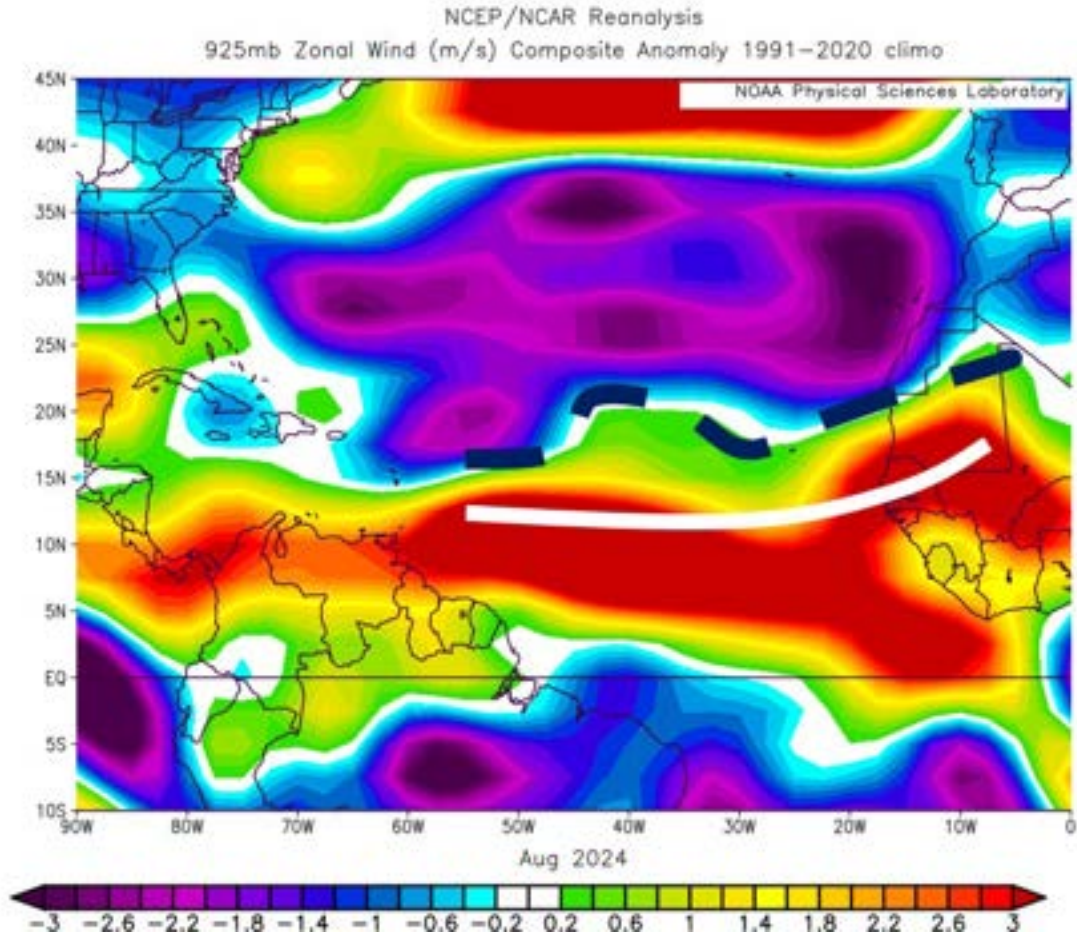 NCEP/NCAR Reanalysis
925mb Zonal Wind (m/s) Composite Anomaly 1991-2020 climo
NOAA Physical Sciences Laboratory
45N
40N
35N
30N
25N
20N
15N
10N
5N
EQ
5S
10S
90W 80W 70W 60W 50W 40W 30W 20W 10W 0
Aug 2024
-3 -2.6 -2.2 -1.8 -1.4 -1 -0.6 -0.2 0.2 0.6 1 1.4 1.8 2.2 2.6 3